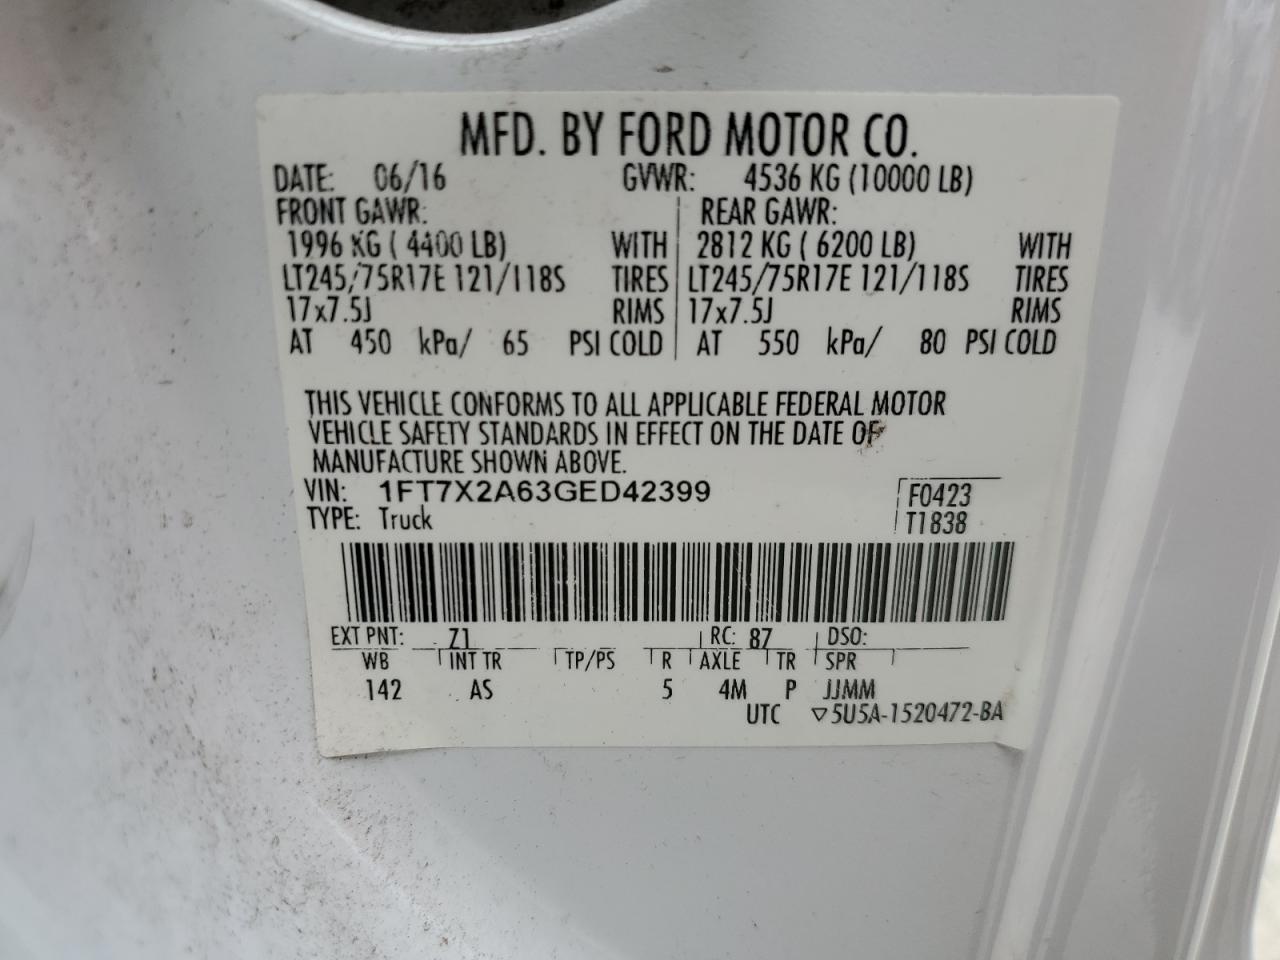 MFD. BY FORD MOTOR CO.
DATE: 06/16 GVWR: 4536 KG (10000 LB)
FRONT GAWR: REAR GAWR:
1996 KG ( 4400 LB) WITH 2812 KG ( 6200 LB) WITH
LT245/75R17E 121/118S TIRES LT245/75R17E 121/118S TIRES
17x7.5J RIMS 17x7.5J RIMS
AT 450 kPa/ 65 PSI COLD AT 550 kPa/ 80 PSI COLD
THIS VEHICLE CONFORMS TO ALL APPLICABLE FEDERAL MOTOR
VEHICLE SAFETY STANDARDS IN EFFECT ON THE DATE OF
MANUFACTURE SHOWN ABOVE.
VIN: 1FT7X2A63GED42399 F0423
TYPE: Truck T1838
EXT PNT: Z1 RC: 87 DSO:
WB INT TR TP/PS R AXLE TR SPR
142 AS 5 4M P JJMM
UTC ▽5U5A-1520472-BA